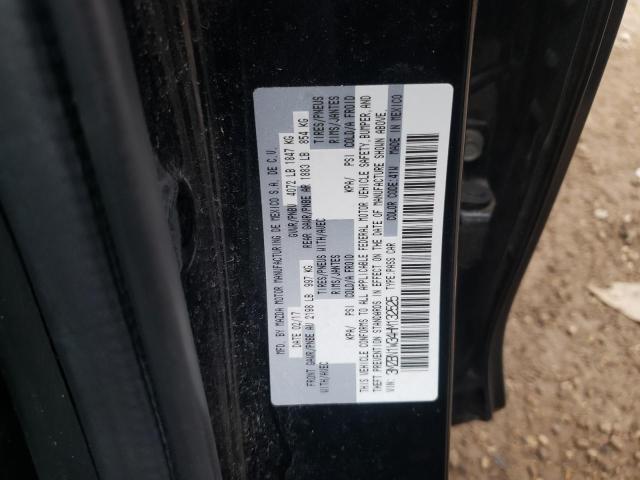 MFD. BY MAZDA MOTOR MANUFACTURING DE MEXICO S.A. DE C.V.
DATE 02/17 GVWR/PNBV 4072 LB 1847 KG
FRONT GAWR/PNBE AV 2198 LB 997 KG REAR GAWR/PNBE AR 1883 LB 854 KG
WITH/AVEC TIRES/PNEUS WITH/AVEC TIRES/PNEUS
RIMS/JANTES RIMS/JANTES
KPA/ PSI COLD/A FROID KPA/ PSI COLD/A FROID
THIS VEHICLE CONFORMS TO ALL APPLICABLE FEDERAL MOTOR VEHICLE SAFETY, BUMPER, AND
THEFT PREVENTION STANDARDS IN EFFECT ON THE DATE OF MANUFACTURE SHOWN ABOVE.
VIN: TYPE:PASS CAR COLOR CODE:41W MADE IN MEXICO